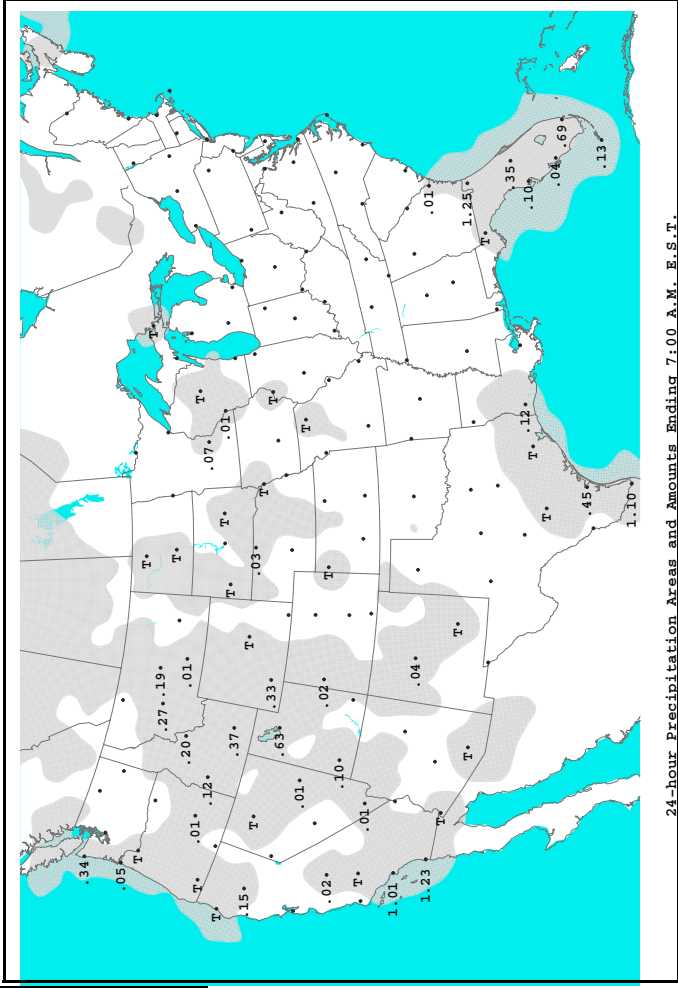 .34
.05
T
T
T
.27
.19
T
.20
.01
T
.01
T
.12
.07
T
T
T
.01
.37
.15
T
T
.03
T
.33
T
.63
.01
T
.02
.02
T
.10
T
.01
1.01
.04
1.23
.01
T
T
1.25
T
T
.35
.12
.10
T
T
.04
.69
.45
.13
1.10
24-hour Precipitation Areas and Amounts Ending 7:00 A.M. E.S.T.